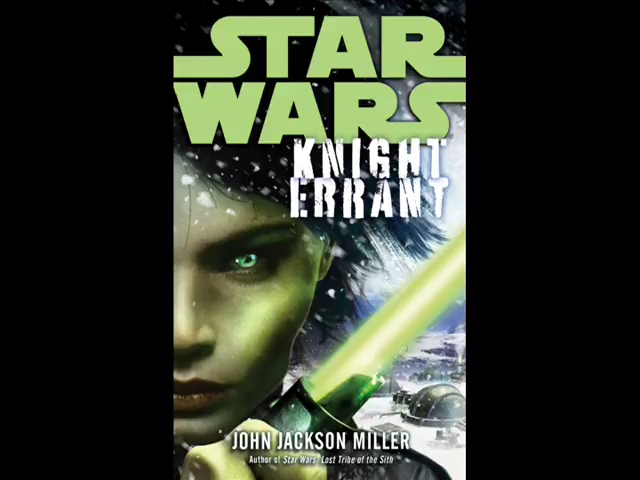 STAR
WARS
KNIGHT
ERRANT
JOHN JACKSON MILLER
Author of Star Wars: Lost Tribe of the Sith